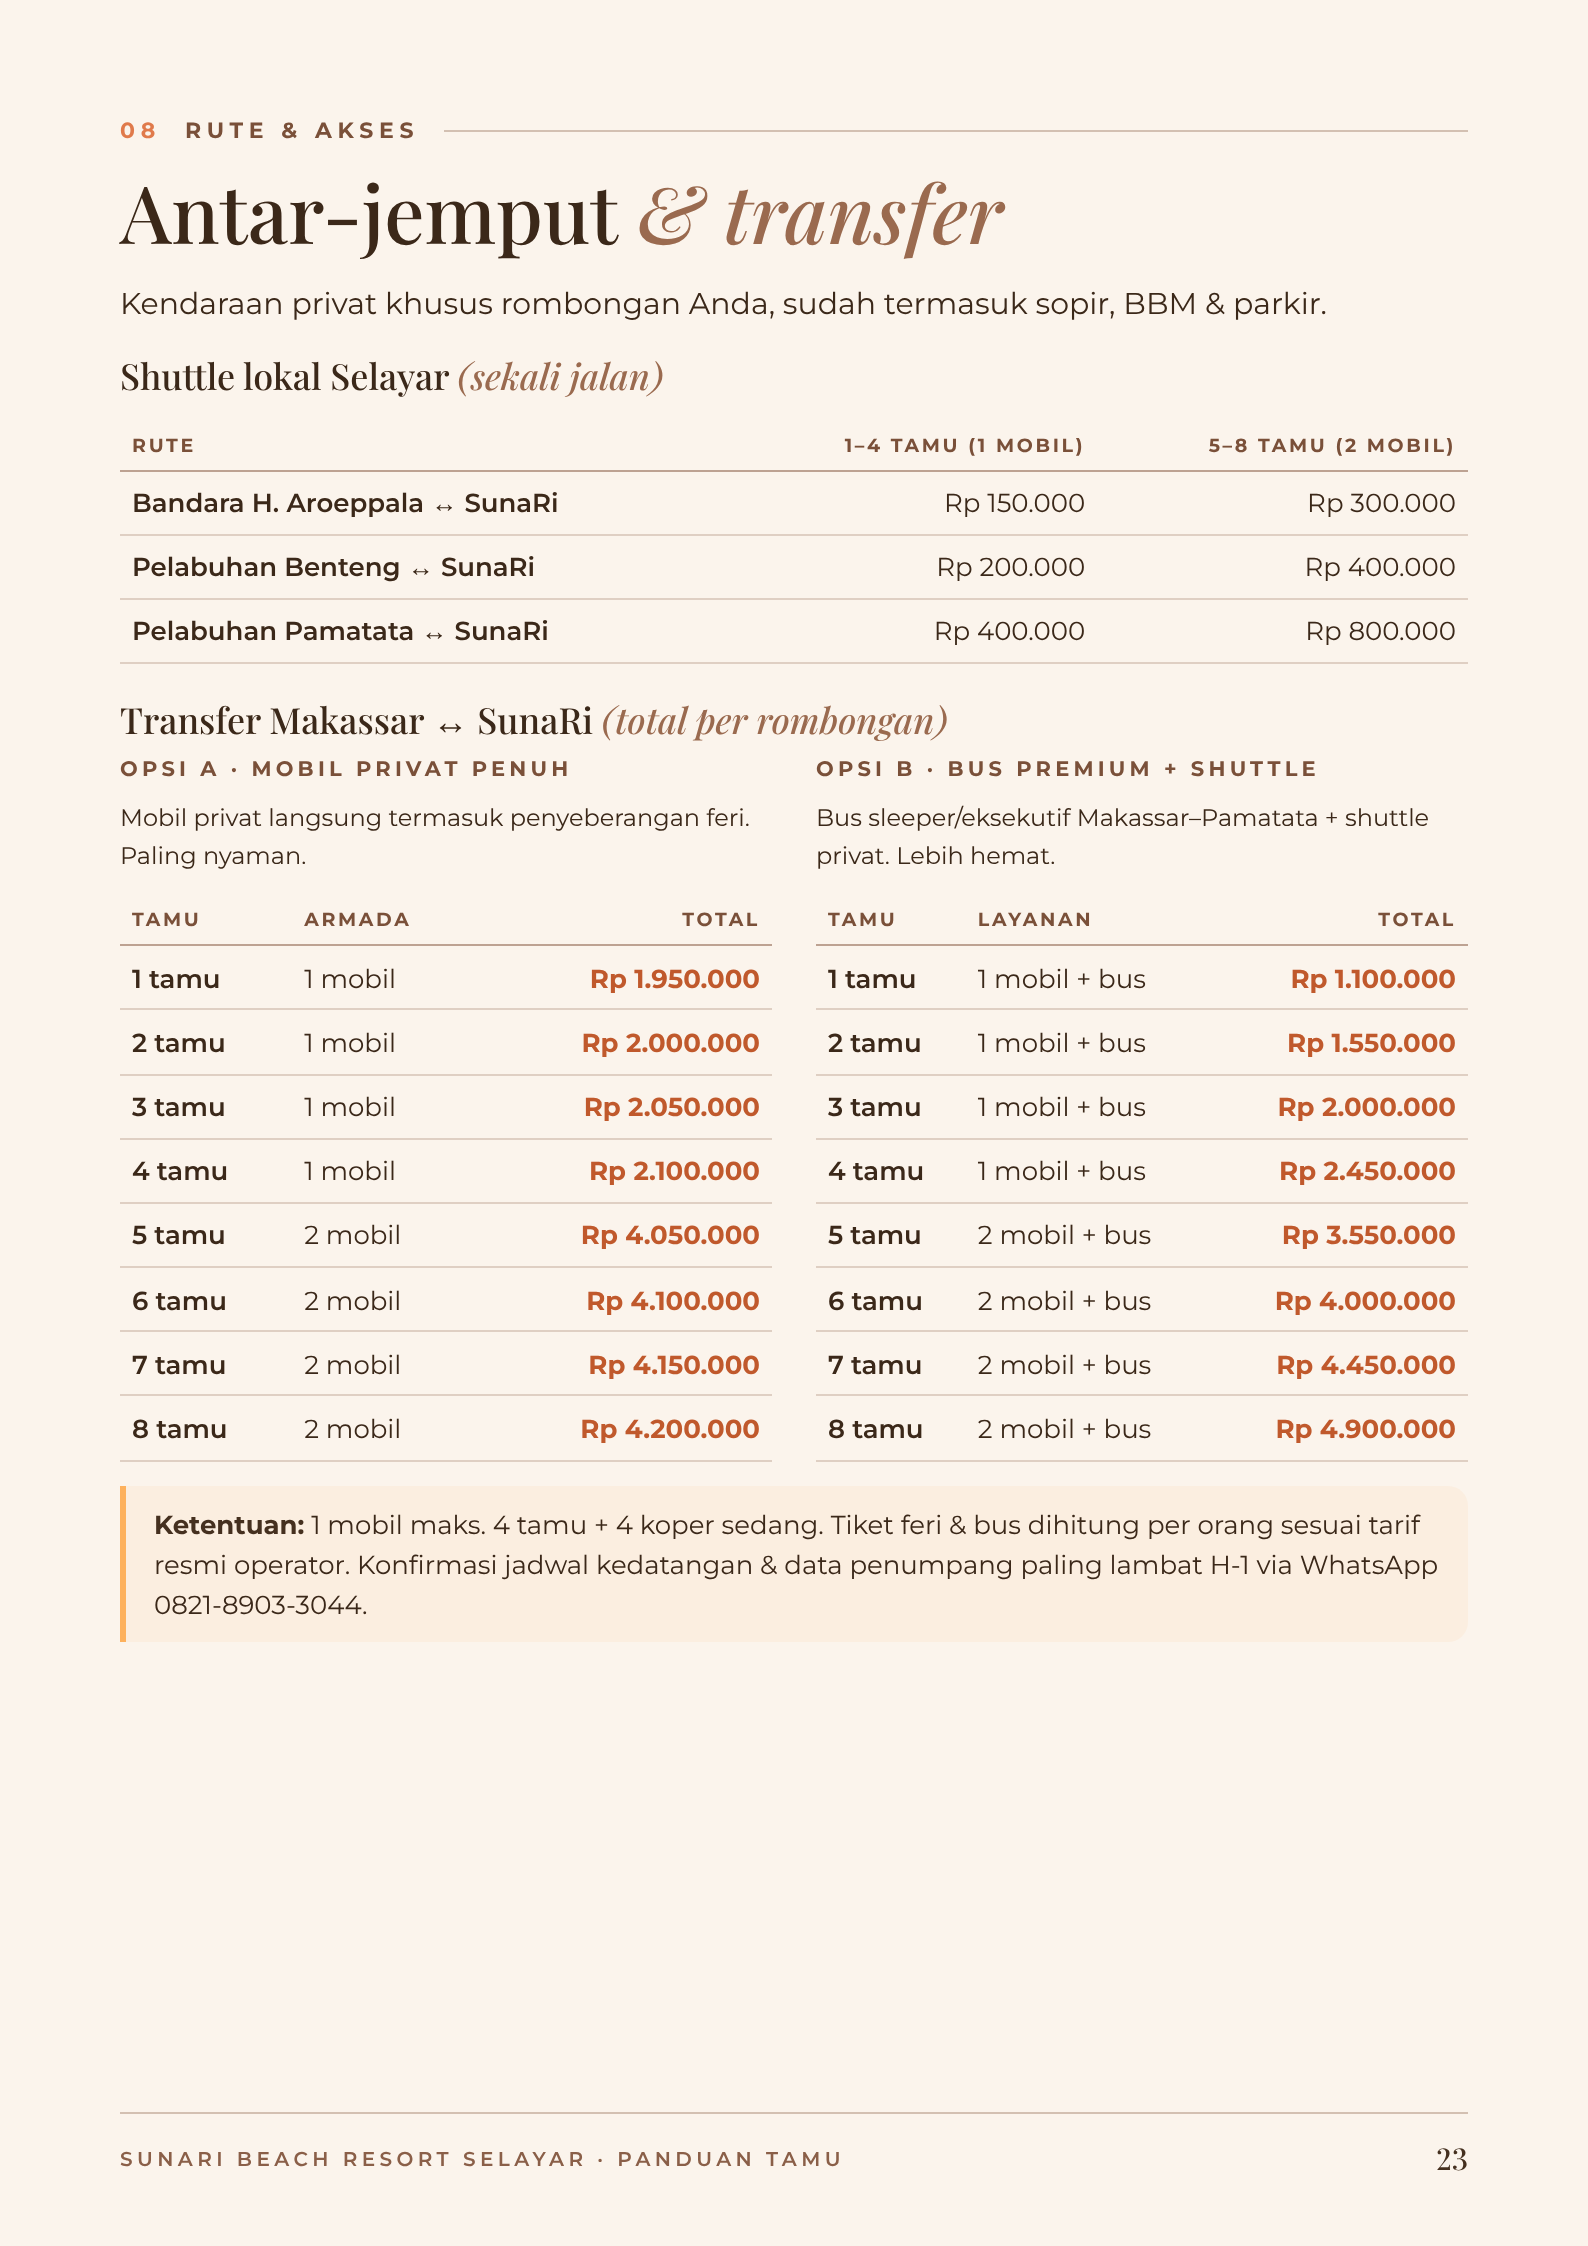 08 RUTE & AKSES
Antar-jemput & transfer
Kendaraan privat khusus rombongan Anda, sudah termasuk sopir, BBM & parkir.
Shuttle lokal Selayar (sekali jalan)
RUTE 1–4 TAMU (1 MOBIL) 5–8 TAMU (2 MOBIL)
Bandara H. Aroeppala ↔ SunaRi Rp 150.000 Rp 300.000
Pelabuhan Benteng ↔ SunaRi Rp 200.000 Rp 400.000
Pelabuhan Pamatata ↔ SunaRi Rp 400.000 Rp 800.000
Transfer Makassar ↔ SunaRi (total per rombongan)
OPSI A · MOBIL PRIVAT PENUH
Mobil privat langsung termasuk penyeberangan feri.
Paling nyaman.
TAMU ARMADA TOTAL
1 tamu 1 mobil Rp 1.950.000
2 tamu 1 mobil Rp 2.000.000
3 tamu 1 mobil Rp 2.050.000
4 tamu 1 mobil Rp 2.100.000
5 tamu 2 mobil Rp 4.050.000
6 tamu 2 mobil Rp 4.100.000
7 tamu 2 mobil Rp 4.150.000
8 tamu 2 mobil Rp 4.200.000
OPSI B · BUS PREMIUM + SHUTTLE
Bus sleeper/eksekutif Makassar–Pamatata + shuttle
privat. Lebih hemat.
TAMU LAYANAN TOTAL
1 tamu 1 mobil + bus Rp 1.100.000
2 tamu 1 mobil + bus Rp 1.550.000
3 tamu 1 mobil + bus Rp 2.000.000
4 tamu 1 mobil + bus Rp 2.450.000
5 tamu 2 mobil + bus Rp 3.550.000
6 tamu 2 mobil + bus Rp 4.000.000
7 tamu 2 mobil + bus Rp 4.450.000
8 tamu 2 mobil + bus Rp 4.900.000
Ketentuan: 1 mobil maks. 4 tamu + 4 koper sedang. Tiket feri & bus dihitung per orang sesuai tarif
resmi operator. Konfirmasi jadwal kedatangan & data penumpang paling lambat H-1 via WhatsApp
0821-8903-3044.
SUNARI BEACH RESORT SELAYAR · PANDUAN TAMU 23